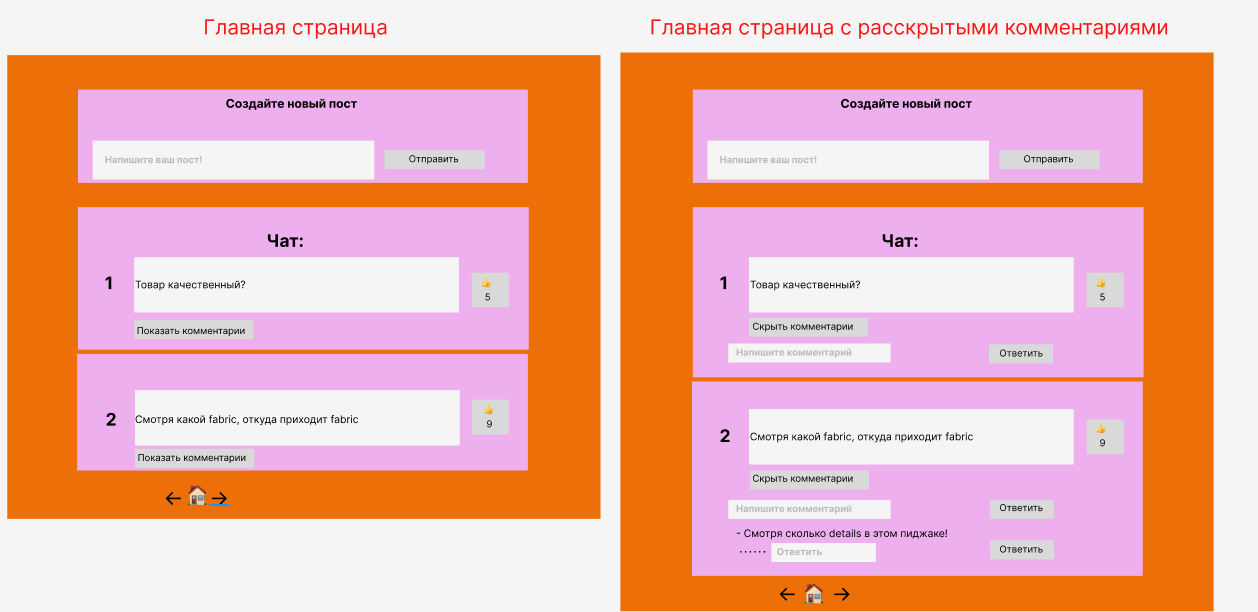 Главная страница
Создайте новый пост
Напишите ваш пост!
Отправить
Чат:
1
Товар качественный?
👍
5
Показать комментарии
2
Смотря какой fabric, откуда приходит fabric
👍
9
Показать комментарии
← 🏠 →
Главная страница с расскрытыми комментариями
Создайте новый пост
Напишите ваш пост!
Отправить
Чат:
1
Товар качественный?
👍
5
Скрыть комментарии
Напишите комментарий
Ответить
2
Смотря какой fabric, откуда приходит fabric
👍
9
Скрыть комментарии
Напишите комментарий
Ответить
- Смотря сколько details в этом пиджаке!
······ Ответить
Ответить
← 🏠 →